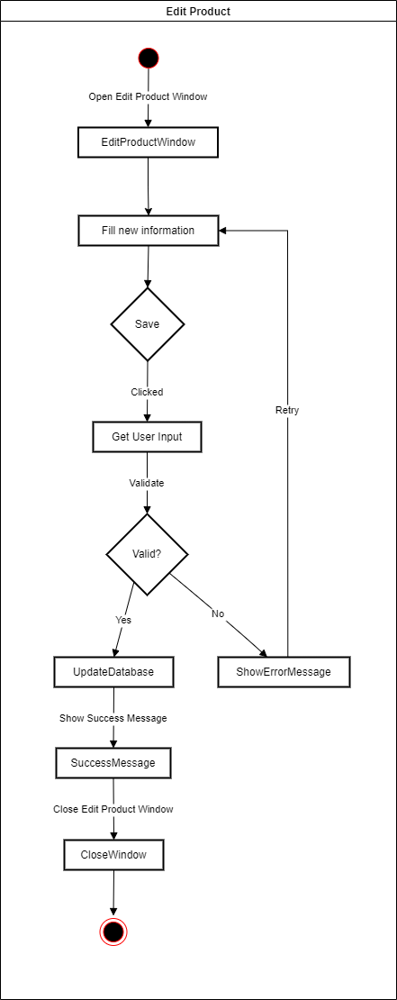 Edit Product
Open Edit Product Window
EditProductWindow
Fill new information
Save
Clicked
Retry
Get User Input
Validate
Valid?
Yes
No
UpdateDatabase
ShowErrorMessage
Show Success Message
SuccessMessage
Close Edit Product Window
CloseWindow